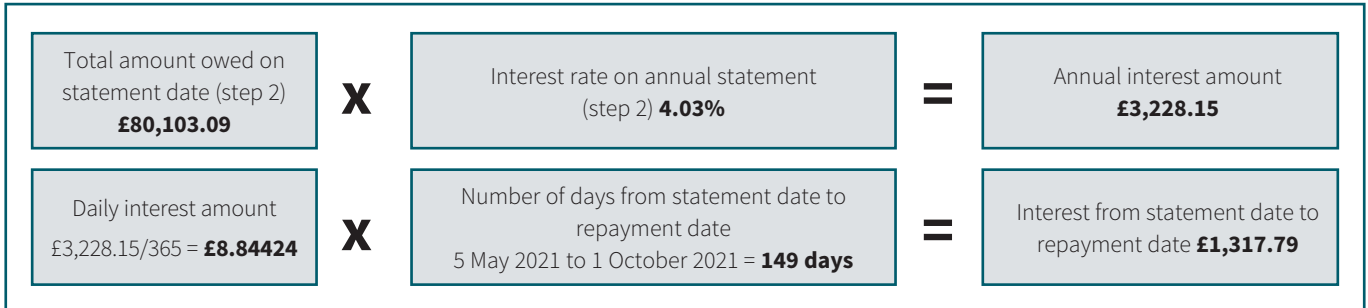 Total amount owed on
statement date (step 2)
£80,103.09
x
Interest rate on annual statement
(step 2) 4.03%
=
Annual interest amount
£3,228.15
Daily interest amount
£3,228.15/365 = £8.84424
x
Number of days from statement date to
repayment date
5 May 2021 to 1 October 2021 = 149 days
=
Interest from statement date to
repayment date £1,317.79